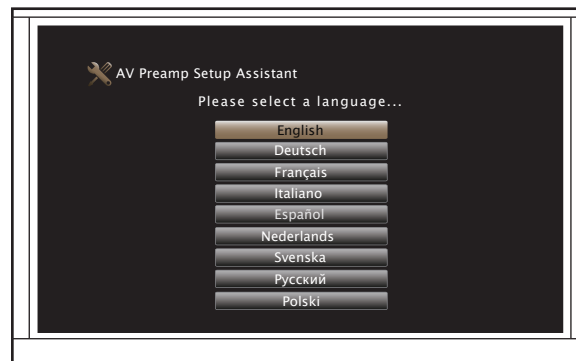 AV Preamp Setup Assistant
Please select a language...
English
Deutsch
Français
Italiano
Español
Nederlands
Svenska
Русский
Polski